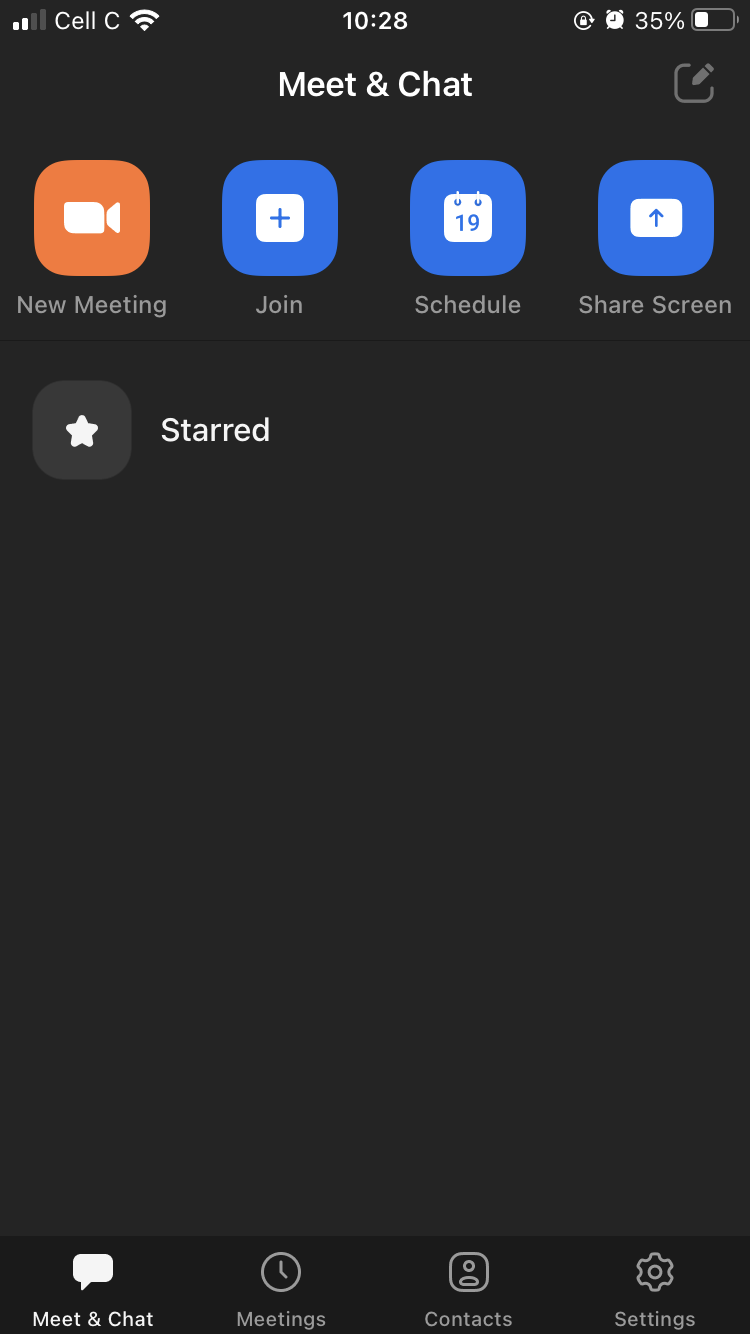 Cell C 10:28 35%
Meet & Chat
New Meeting Join Schedule Share Screen
19
Starred
Meet & Chat Meetings Contacts Settings